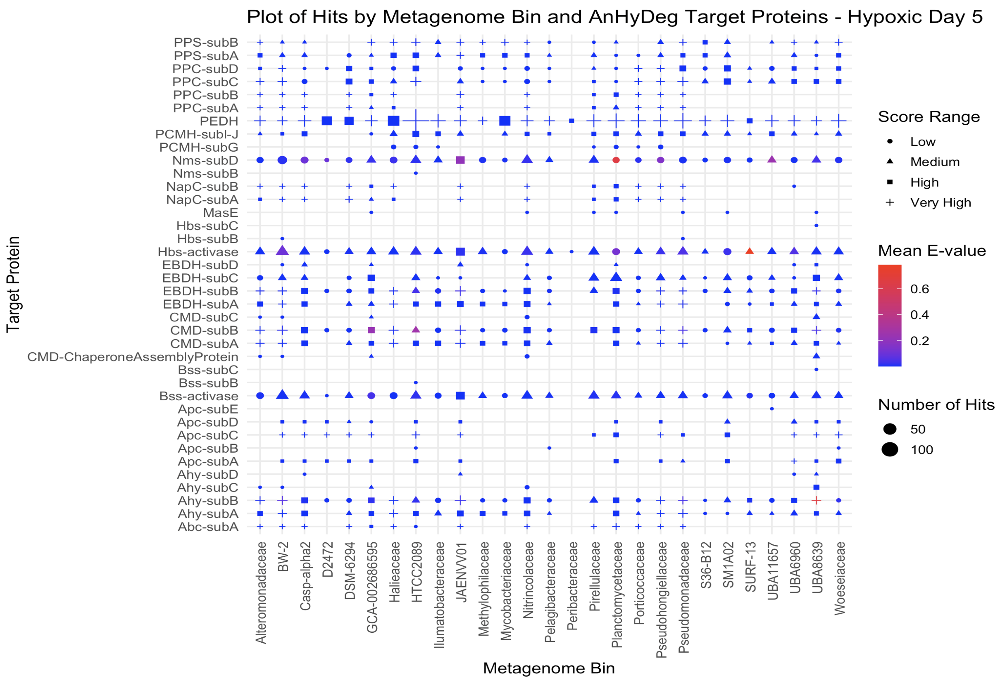 Plot of Hits by Metagenome Bin and AnHyDeg Target Proteins - Hypoxic Day 5
Target Protein
PPS-subB
PPS-subA
PPC-subD
PPC-subC
PPC-subB
PPC-subA
PEDH
PCMH-subI-J
PCMH-subG
Nms-subD
Nms-subB
NapC-subB
NapC-subA
MasE
Hbs-subC
Hbs-subB
Hbs-activase
EBDH-subD
EBDH-subC
EBDH-subB
EBDH-subA
CMD-subC
CMD-subB
CMD-subA
CMD-ChaperoneAssemblyProtein
Bss-subC
Bss-subB
Bss-activase
Apc-subE
Apc-subD
Apc-subC
Apc-subB
Apc-subA
Ahy-subD
Ahy-subC
Ahy-subB
Ahy-subA
Abc-subA
Alteromonadaceae
BW-2
Casp-alpha2
D2472
DSM-6294
GCA-002686595
Halieaceae
HTCC2089
Ilumatobacteraceae
JAENVV01
Methylophilaceae
Mycobacteriaceae
Nitrincolaceae
Pelagibacteraceae
Peribacteraceae
Pirellulaceae
Planctomycetaceae
Porticoccaceae
Pseudohongiellaceae
Pseudomonadaceae
S36-B12
SM1A02
SURF-13
UBA11657
UBA6960
UBA8639
Woeseiaceae
Metagenome Bin
Score Range
Low
Medium
High
Very High
Mean E-value
0.6
0.4
0.2
Number of Hits
50
100